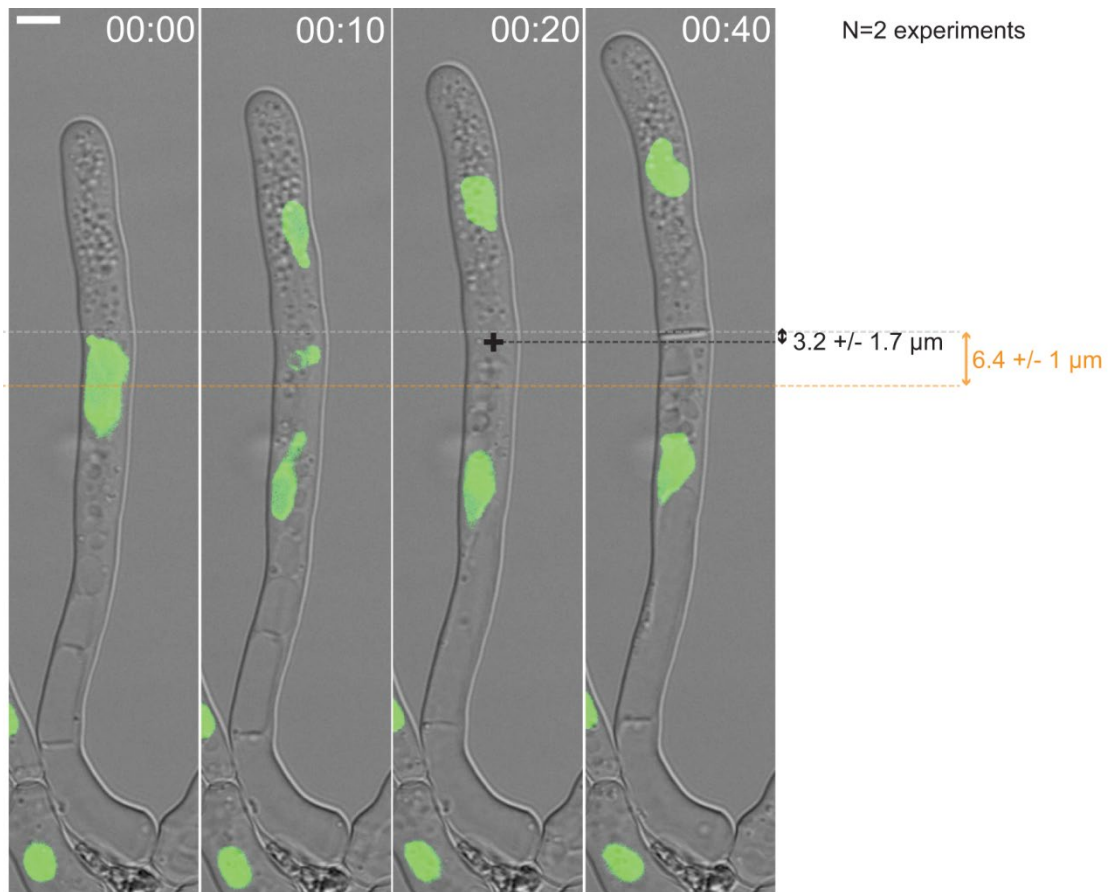 00:00
00:10
00:20
00:40
N=2 experiments
3.2 +/- 1.7 µm
6.4 +/- 1 µm